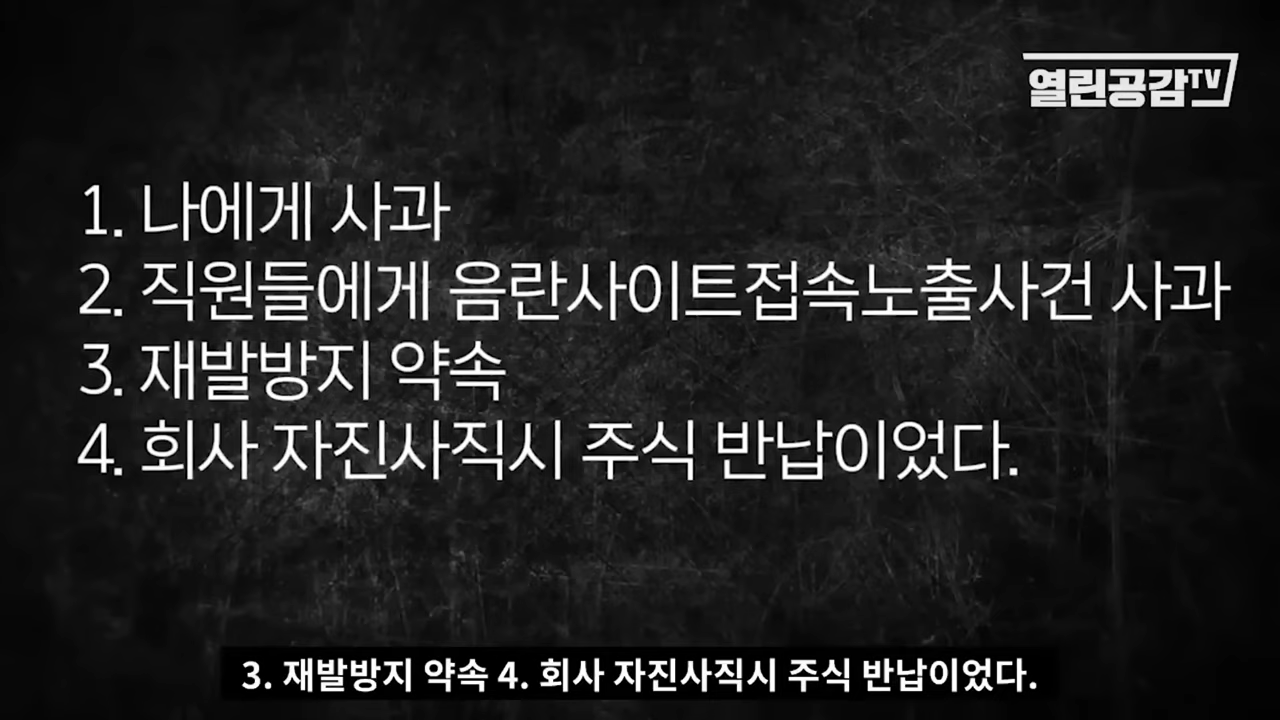 열린공감TV
1. 나에게 사과
2. 직원들에게 음란사이트접속노출사건 사과
3. 재발방지 약속
4. 회사 자진사직시 주식 반납이었다.
3. 재발방지 약속 4. 회사 자진사직시 주식 반납이었다.